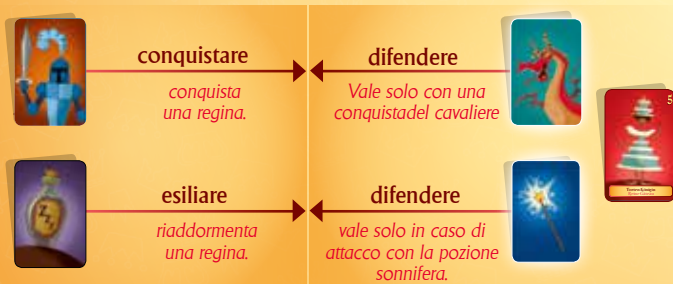 conquistare
conquista
una regina.
difendere
Vale solo con una
conquistadel cavaliere
5
esiliare
riaddormenta
una regina.
difendere
vale solo in caso di
attacco con la pozione
sonnifera.
ZZZ